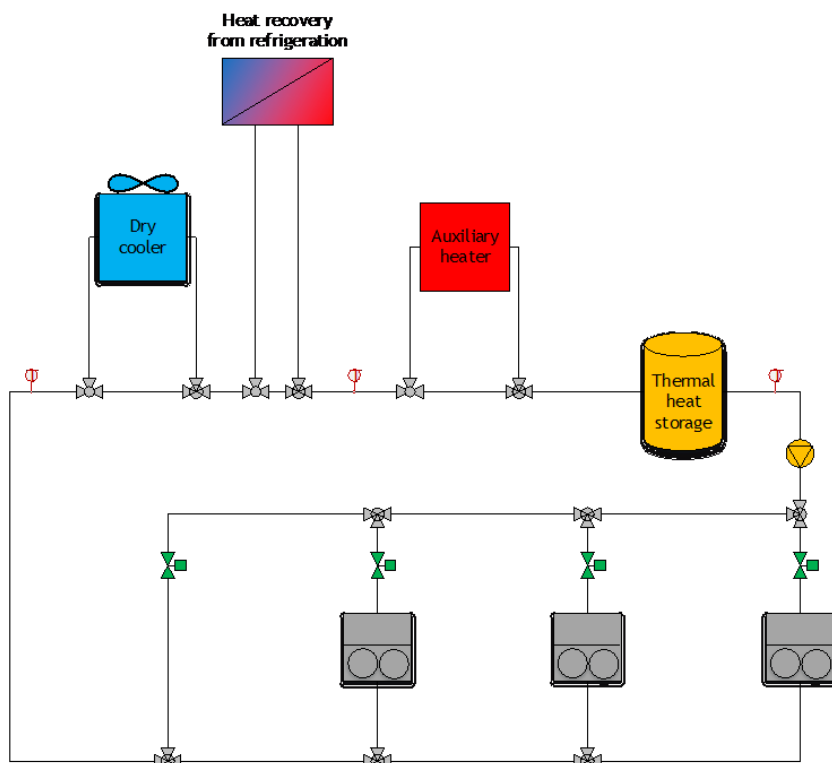 Heat recovery
from refrigeration
Dry
cooler
Auxiliary
heater
Thermal
heat
storage